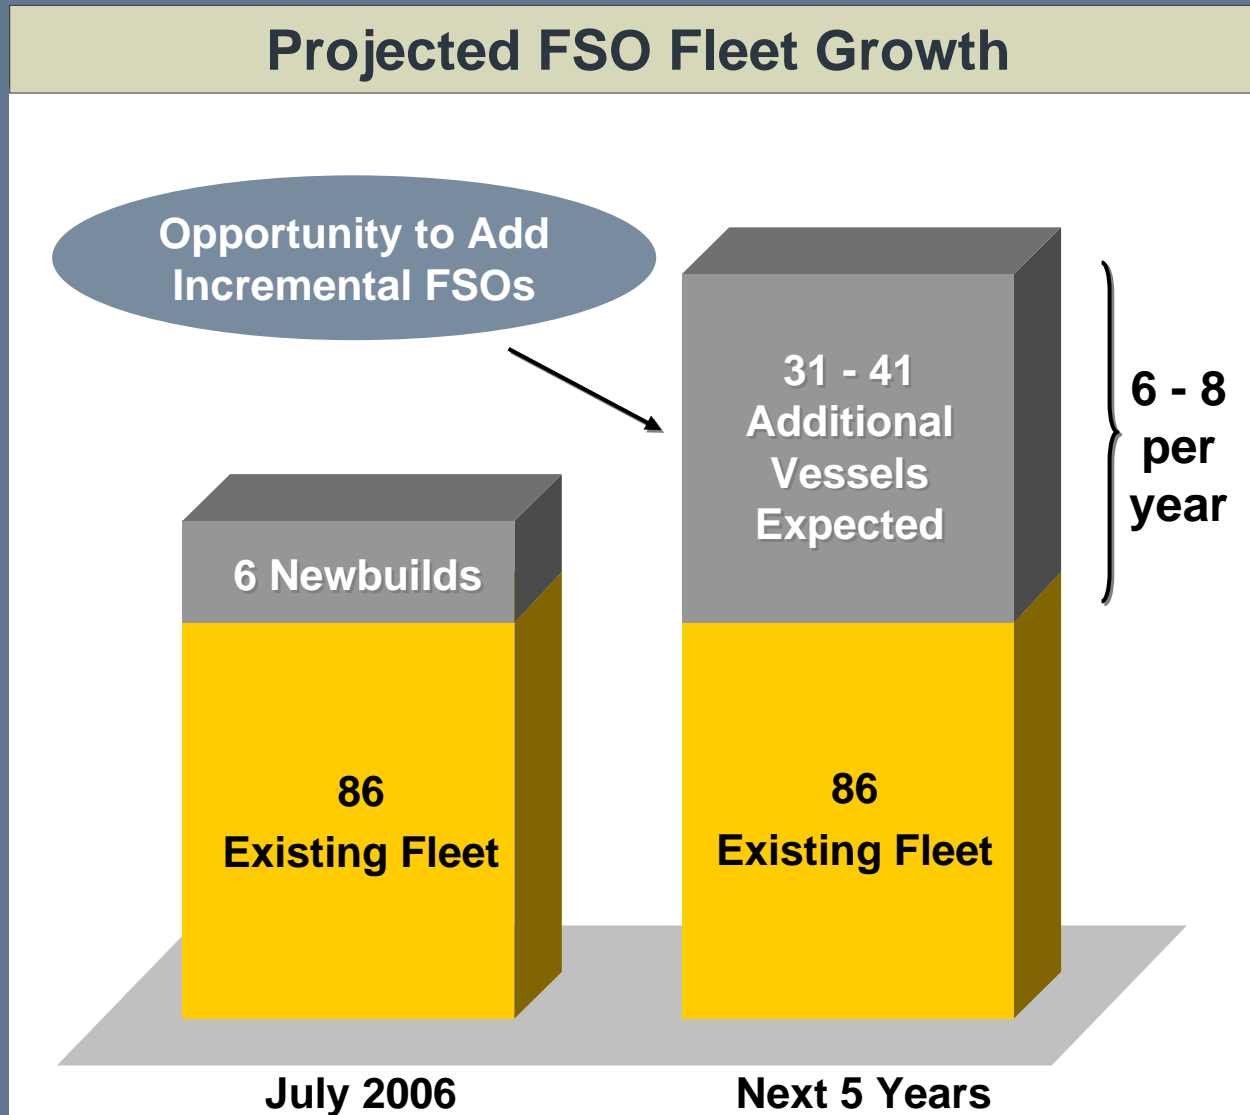 Projected FSO Fleet Growth
Opportunity to Add
Incremental FSOs
31 - 41
Additional
Vessels
Expected
6 - 8
per
year
6 Newbuilds
86
Existing Fleet
86
Existing Fleet
July 2006
Next 5 Years